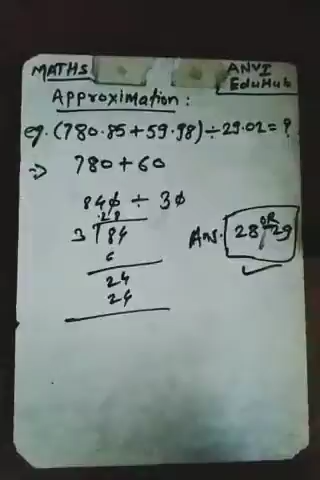 MATHS
ANVI
EduHub
Approximation :
eg. (780.85+59.98)÷29.02=?
⇒ 780+60
840 ÷ 30
28
3 84
6
24
24
Ans. 28 OR 29